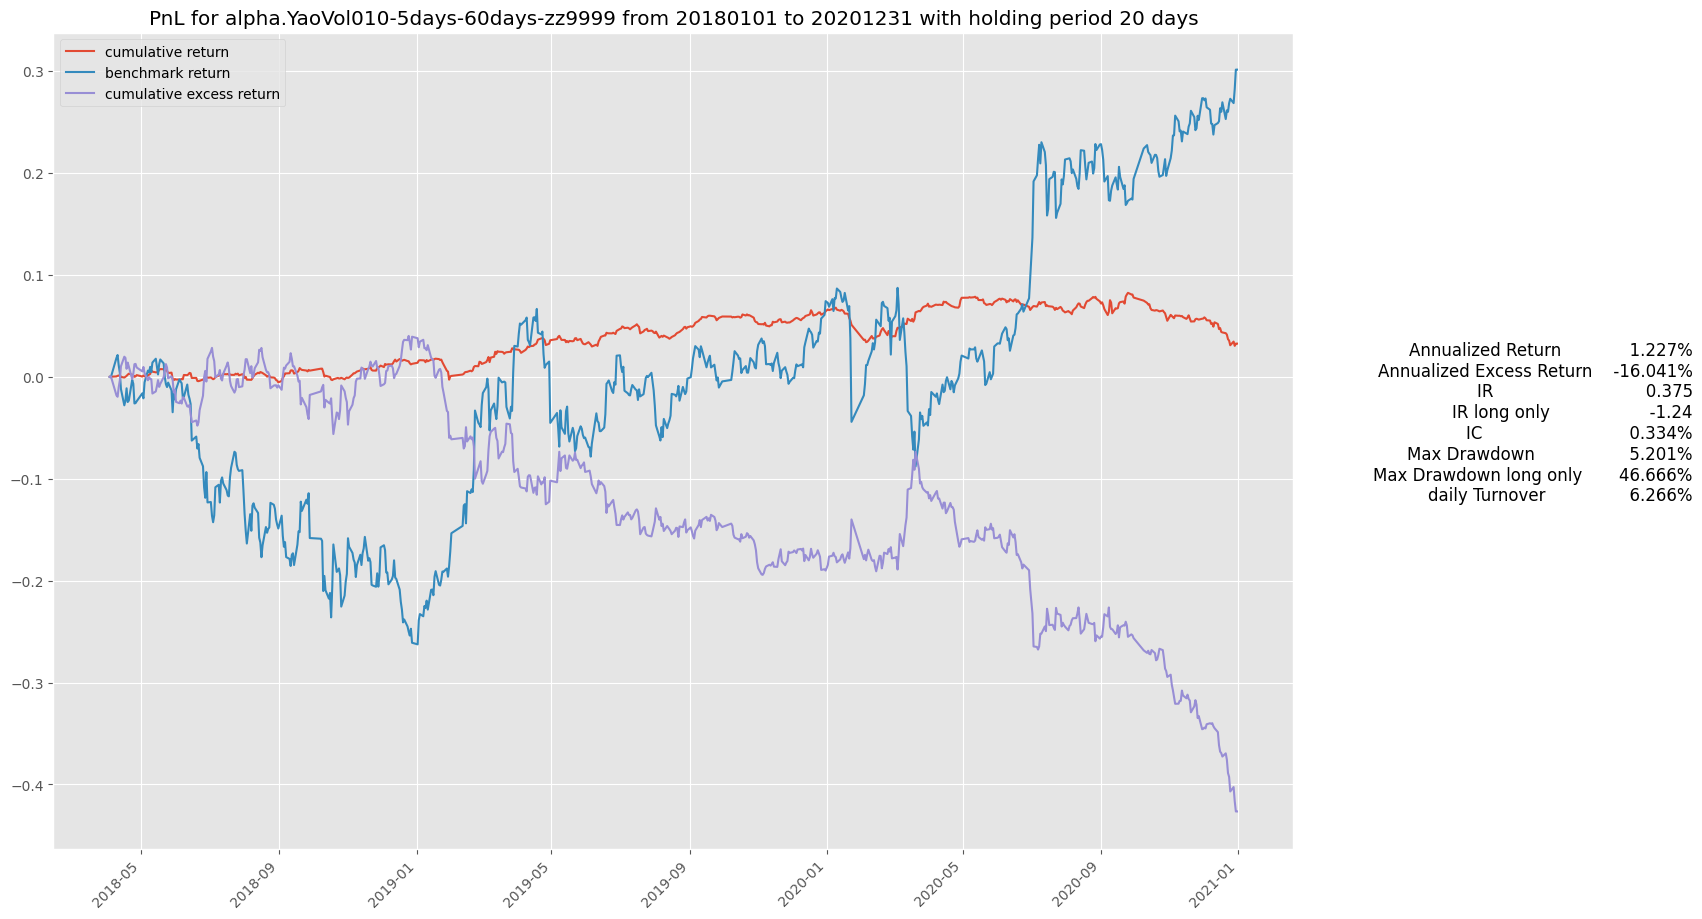 PnL for alpha.YaoVol010-5days-60days-zz9999 from 20180101 to 20201231 with holding period 20 days
cumulative return
benchmark return
cumulative excess return
0.3
0.2
0.1
0.0
−0.1
−0.2
−0.3
−0.4
2018-05
2018-09
2019-01
2019-05
2019-09
2020-01
2020-05
2020-09
2021-01
Annualized Return 1.227%
Annualized Excess Return -16.041%
IR 0.375
IR long only -1.24
IC 0.334%
Max Drawdown 5.201%
Max Drawdown long only 46.666%
daily Turnover 6.266%